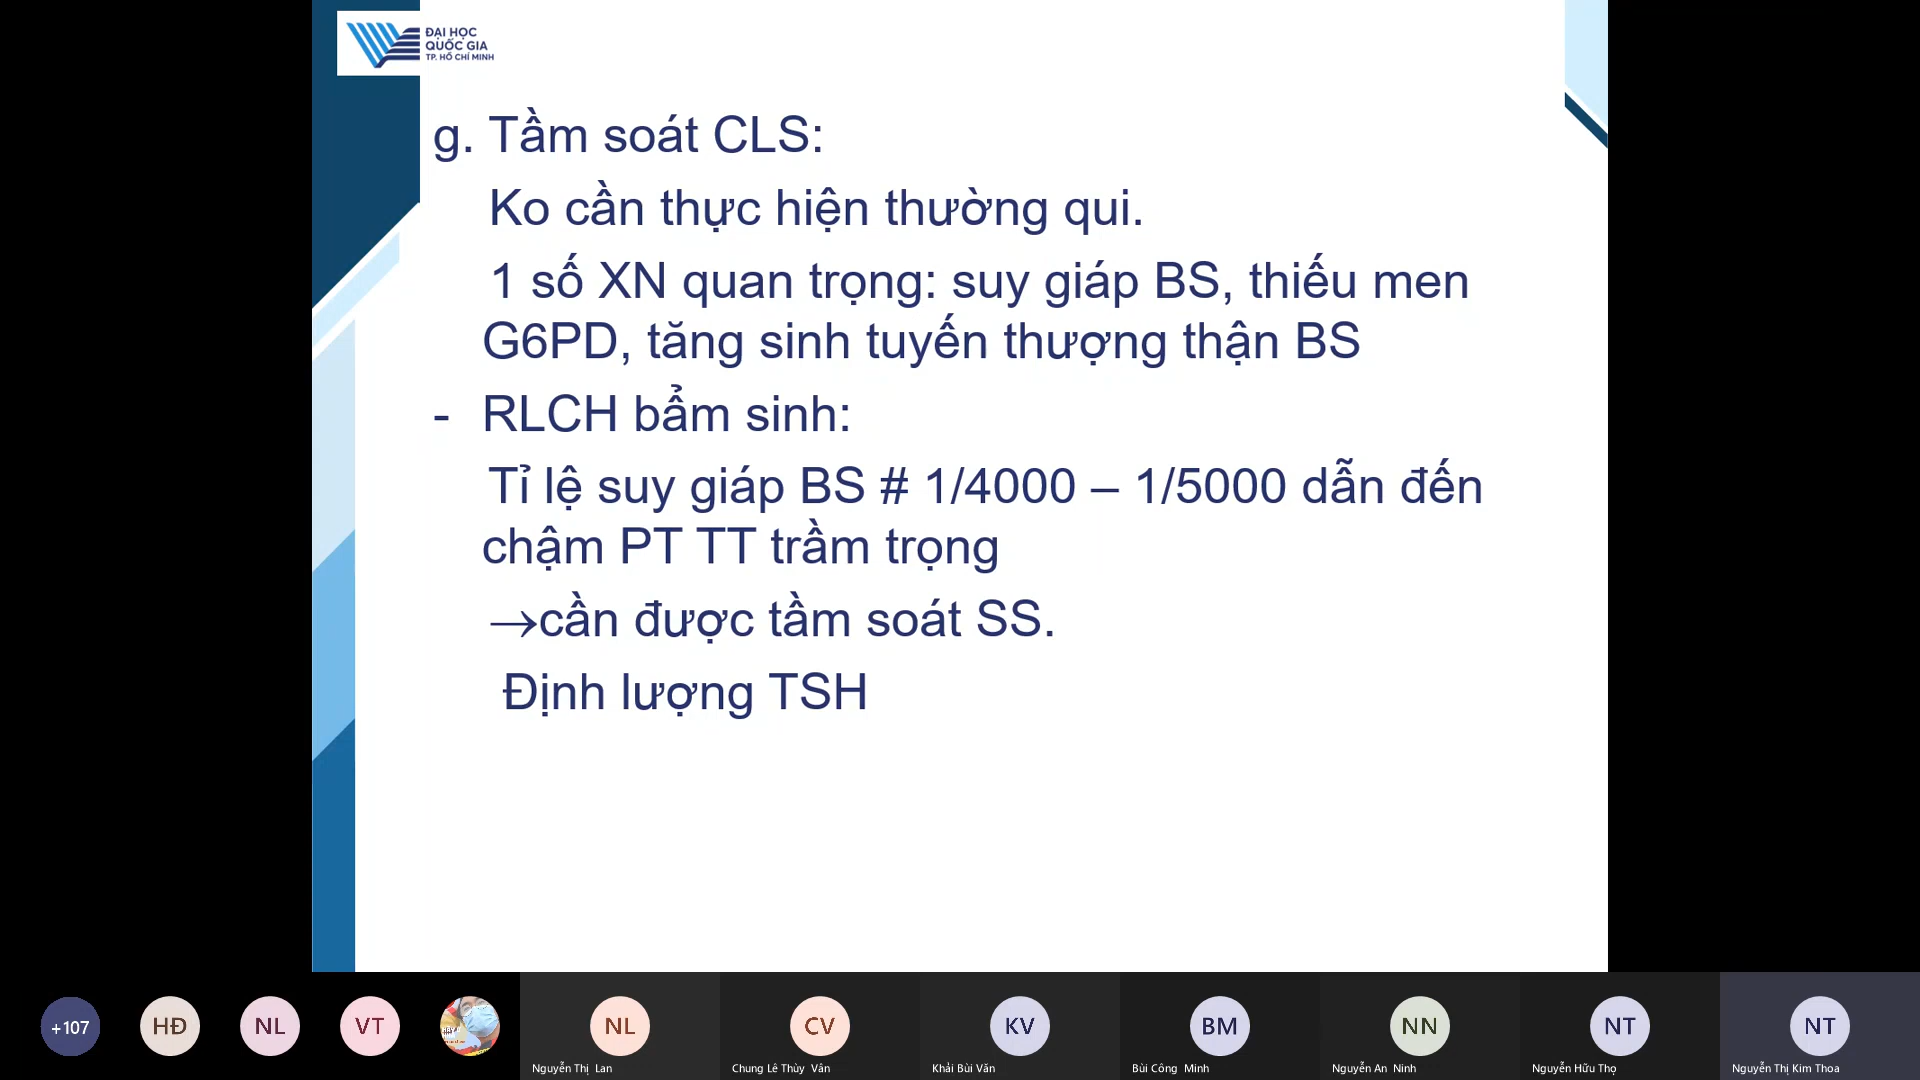 ĐẠI HỌC
QUỐC GIA
TP. HỒ CHÍ MINH
g. Tầm soát CLS:
Ko cần thực hiện thường qui.
1 số XN quan trọng: suy giáp BS, thiếu men
G6PD, tăng sinh tuyến thượng thận BS
- RLCH bẩm sinh:
Tỉ lệ suy giáp BS # 1/4000 – 1/5000 dẫn đến
chậm PT TT trầm trọng
→cần được tầm soát SS.
Định lượng TSH
+107
HĐ
NL
VT
NL
CV
KV
BM
NN
NT
NT
Nguyễn Thị Lan
Chung Lê Thùy Vân
Khải Bùi Văn
Bùi Công Minh
Nguyễn An Ninh
Nguyễn Hữu Thọ
Nguyễn Thị Kim Thoa